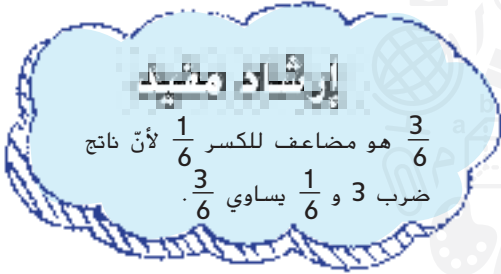 إرشاد مفيد
3/6 هو مضاعف للكسر 1/6 لأنّ ناتج
ضرب 3 و 1/6 يساوي 3/6.